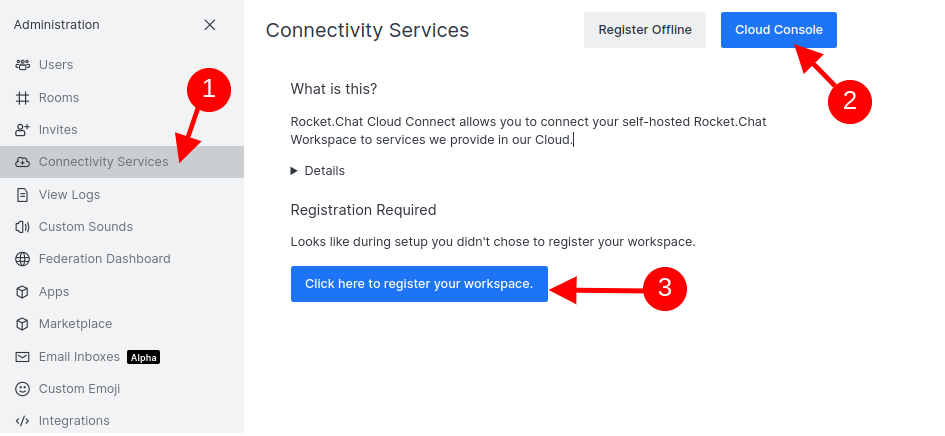 Administration
Users
Rooms
Invites
Connectivity Services
View Logs
Custom Sounds
Federation Dashboard
Apps
Marketplace
Email Inboxes Alpha
Custom Emoji
Integrations
1
Connectivity Services
Register Offline
Cloud Console
2
What is this?
Rocket.Chat Cloud Connect allows you to connect your self-hosted Rocket.Chat
Workspace to services we provide in our Cloud.
Details
Registration Required
Looks like during setup you didn't chose to register your workspace.
Click here to register your workspace.
3